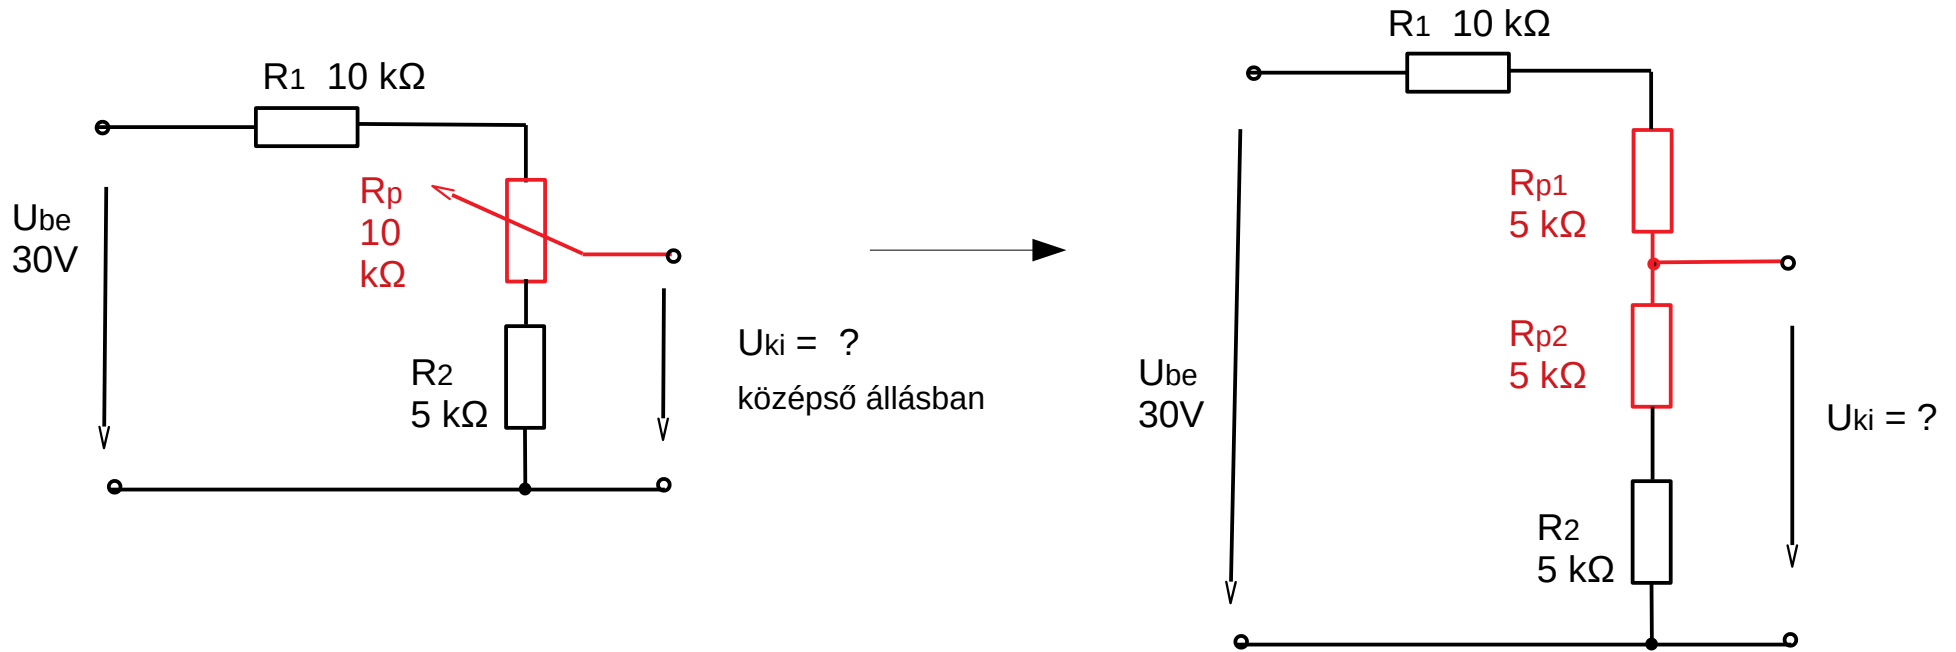 R1 10 kΩ
Ube
30V
Rp
10
kΩ
R2
5 kΩ
Uki = ?
középső állásban
R1 10 kΩ
Rp1
5 kΩ
Rp2
5 kΩ
Ube
30V
Uki = ?
R2
5 kΩ